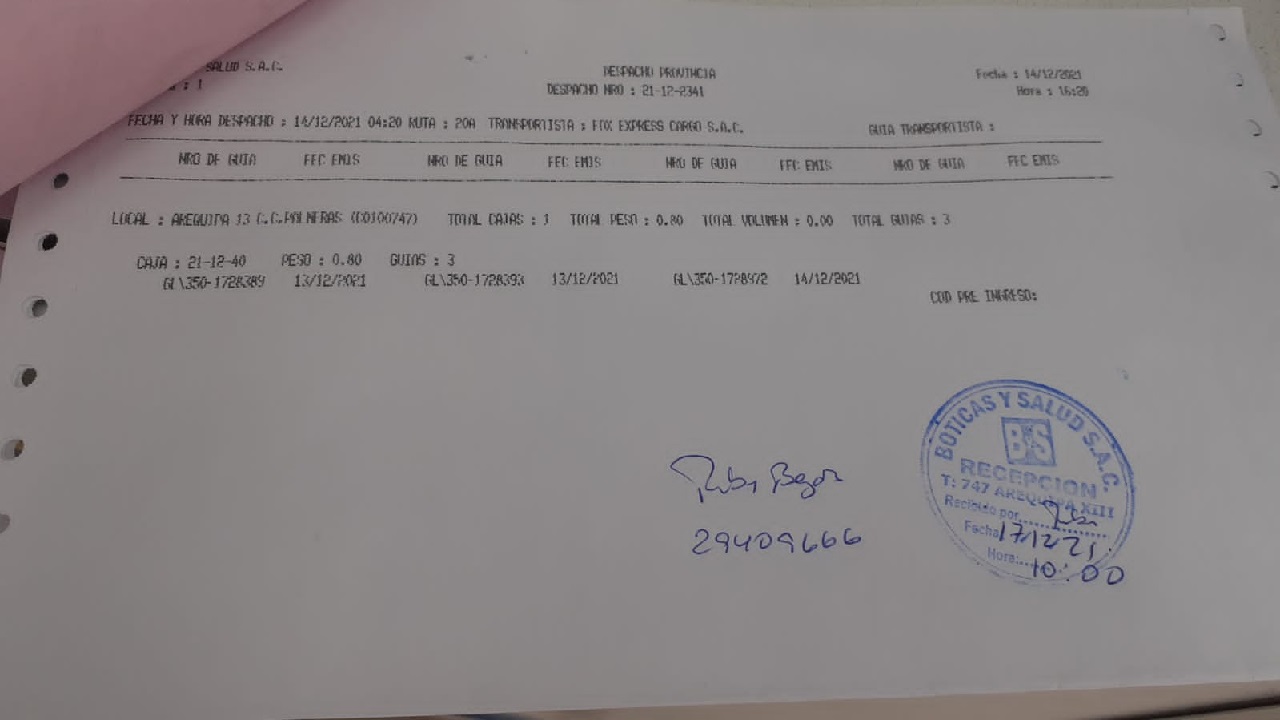 SALUD S.A.C.
: 1
DESPACHO PROVINCIA
DESPACHO NRO : 21-12-2341
Fecha : 14/12/2021
Hora : 16:20
FECHA Y HORA DESPACHO : 14/12/2021 04:20 RUTA : 20A TRANSPORTISTA : FOX EXPRESS CARGO S.A.C. GUIA TRANSPORTISTA :
NRO DE GUIA FEC EMIS NRO DE GUIA FEC EMIS NRO DE GUIA FEC EMIS NRO DE GUIA FEC EMIS
LOCAL : AREQUIPA 13 C.C.PALMERAS (C0100747) TOTAL CAJAS : 1 TOTAL PESO : 0.80 TOTAL VOLUMEN : 0.00 TOTAL GUIAS : 3
CAJA : 21-12-40 PESO : 0.80 GUIAS : 3
GL\350-1728389 13/12/2021 GL\350-1728393 13/12/2021 GL\350-1728972 14/12/2021
COD PRE INGRESO:
29409666
BOTICAS Y SALUD S.A.C.
B&S
RECEPCION
T: 747 AREQUIPA XIII
Recibido por
Fecha 17/12/21
Hora: 10:00